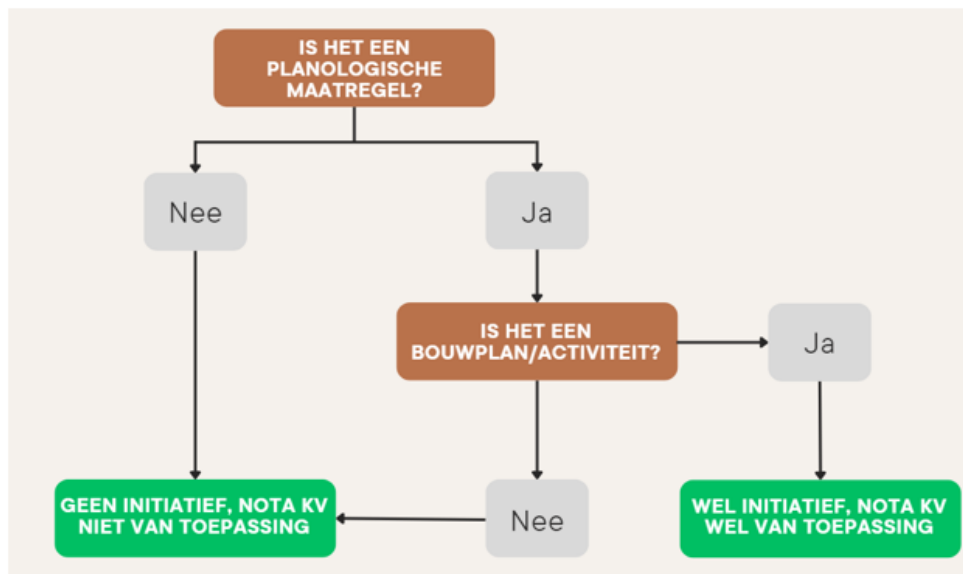 IS HET EEN
PLANOLOGISCHE
MAATREGEL?
Nee
Ja
IS HET EEN
BOUWPLAN/ACTIVITEIT?
Ja
GEEN INITIATIEF, NOTA KV
NIET VAN TOEPASSING
Nee
WEL INITIATIEF, NOTA KV
WEL VAN TOEPASSING